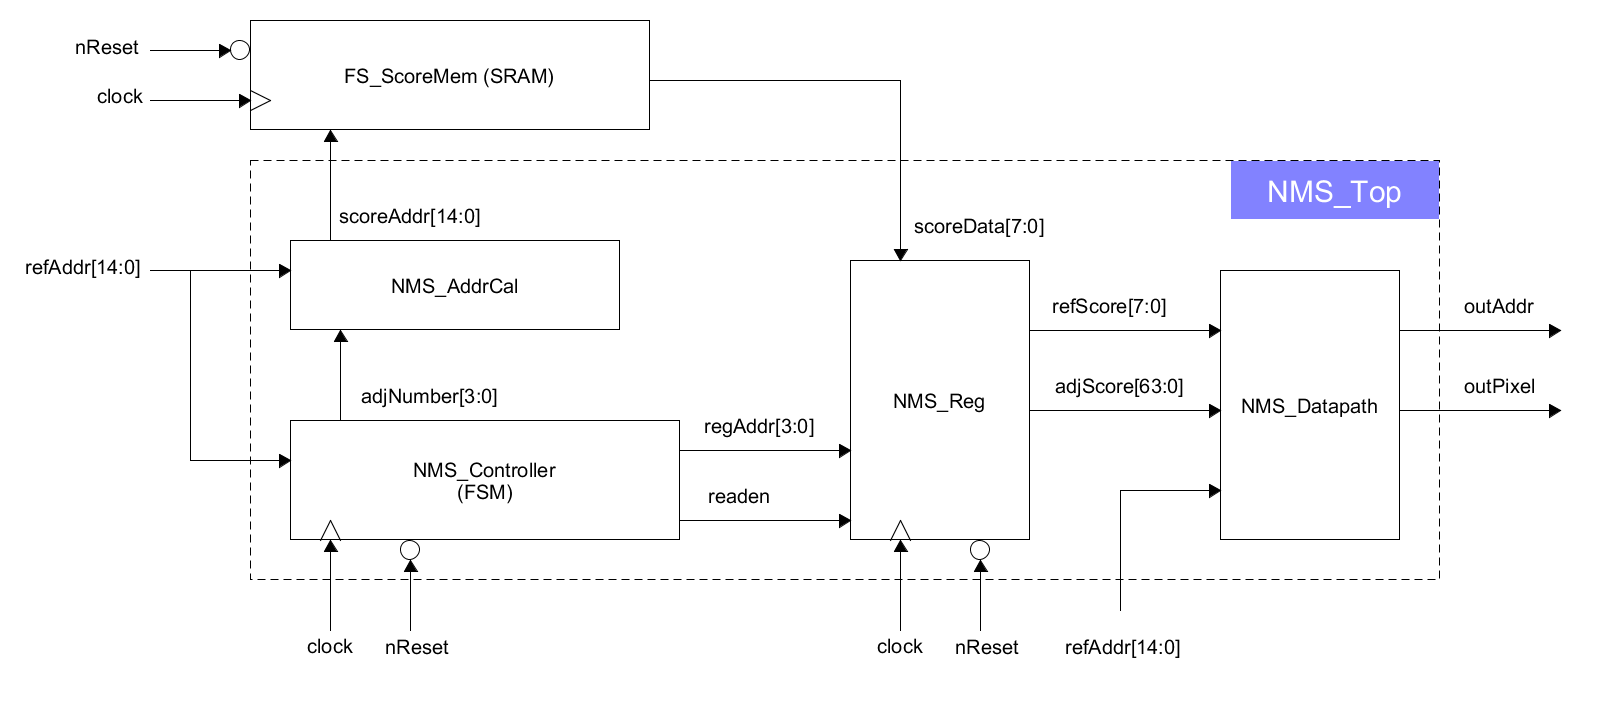 nReset
FS_ScoreMem (SRAM)
clock
NMS_Top
scoreAddr[14:0]
scoreData[7:0]
refAddr[14:0]
NMS_AddrCal
refScore[7:0]
outAddr
adjNumber[3:0]
adjScore[63:0]
outPixel
NMS_Reg
NMS_Datapath
regAddr[3:0]
NMS_Controller
(FSM)
readen
clock
nReset
clock
nReset
refAddr[14:0]